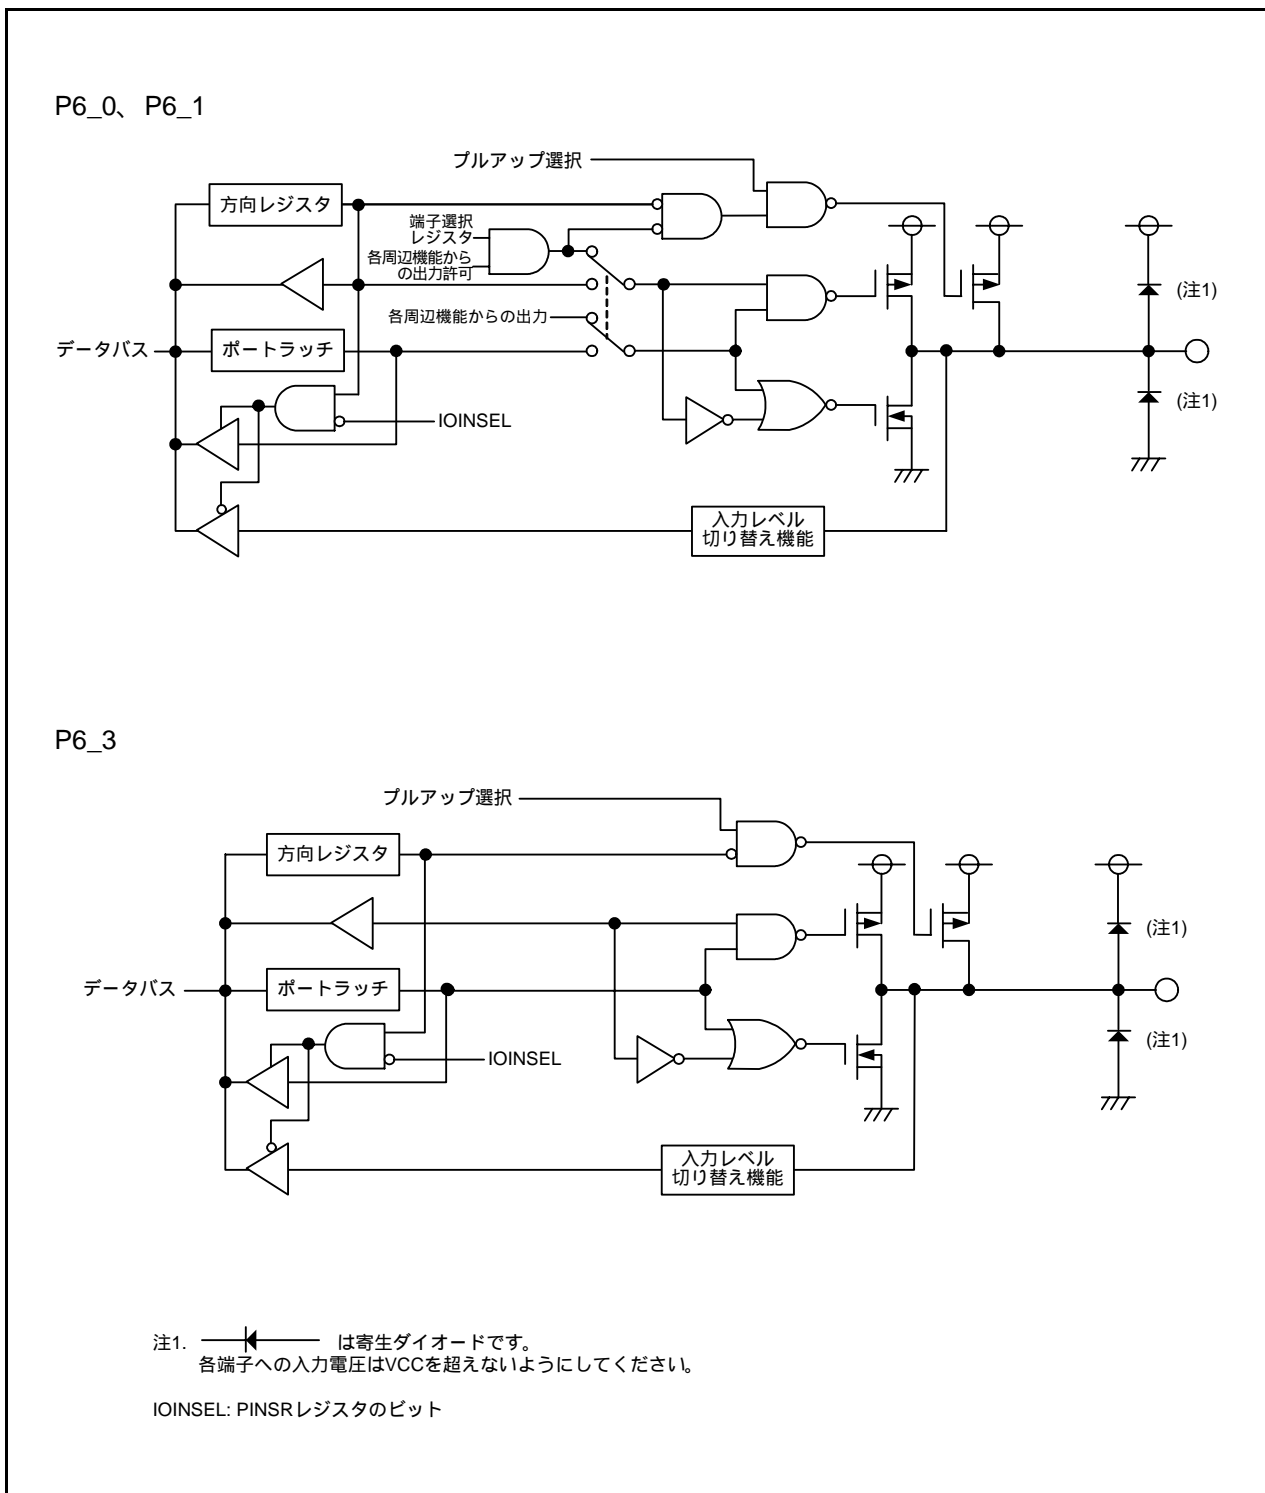 P6_0、 P6_1
プルアップ選択
方向レジスタ
端子選択
レジスタ
各周辺機能から
の出力許可
(注1)
各周辺機能からの出力
データバス
ポートラッチ
(注1)
IOINSEL
入力レベル
切り替え機能
P6_3
プルアップ選択
方向レジスタ
(注1)
データバス
ポートラッチ
(注1)
IOINSEL
入力レベル
切り替え機能
注1. は寄生ダイオードです。
各端子への入力電圧はVCCを超えないようにしてください。
IOINSEL: PINSRレジスタのビット